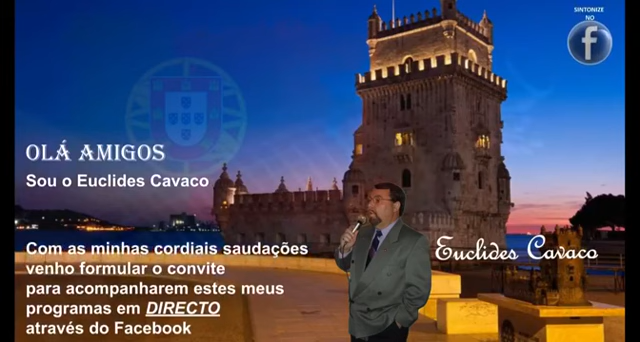 SINTONIZE
NO
f
OLÁ AMIGOS
Sou o Euclides Cavaco
Euclides Cavaco
Com as minhas cordiais saudações
venho formular o convite
para acompanharem estes meus
programas em DIRECTO
através do Facebook